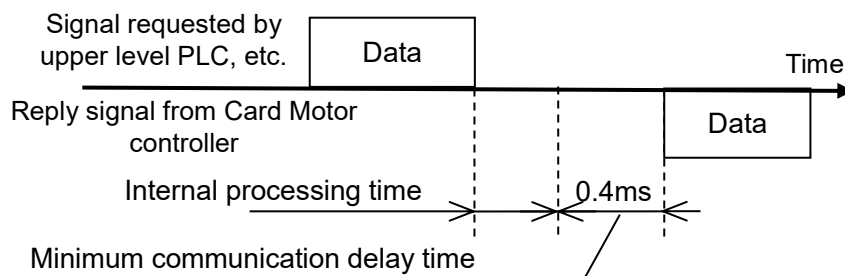 Signal requested by
upper level PLC, etc.
Data
Time
Reply signal from Card Motor
controller
Data
Internal processing time
0.4ms
Minimum communication delay time